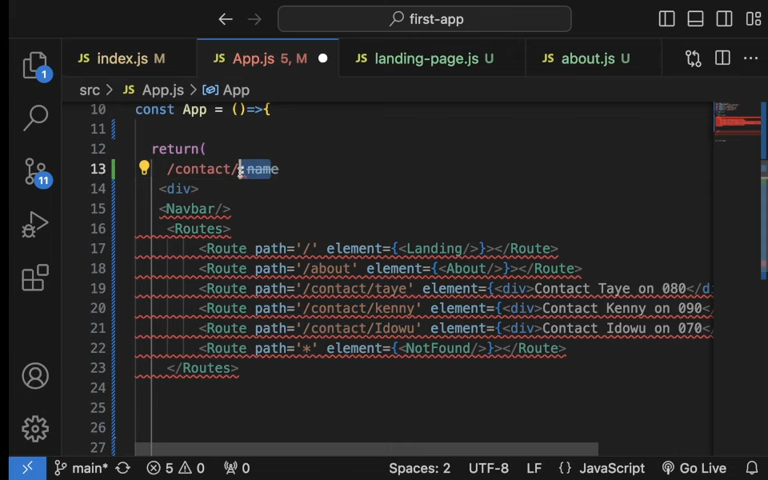 first-app
JS index.js M
JS App.js 5, M
JS landing-page.js U
JS about.js U
src > JS App.js > App
10 const App = ()=>{
11
12 return(
13 /contact/:name
14 <div>
15 <Navbar/>
16 <Routes>
17 <Route path='/' element={<Landing/>}></Route>
18 <Route path='/about' element={<About/>}></Route>
19 <Route path='/contact/taye' element={<div>Contact Taye on 080</di
20 <Route path='/contact/kenny' element={<div>Contact Kenny on 090</
21 <Route path='/contact/Idowu' element={<div>Contact Idowu on 070</
22 <Route path='*' element={<NotFound/>}></Route>
23 </Routes>
24
25
26
27
1
11
main* 5 0 0 Spaces: 2 UTF-8 LF {} JavaScript Go Live